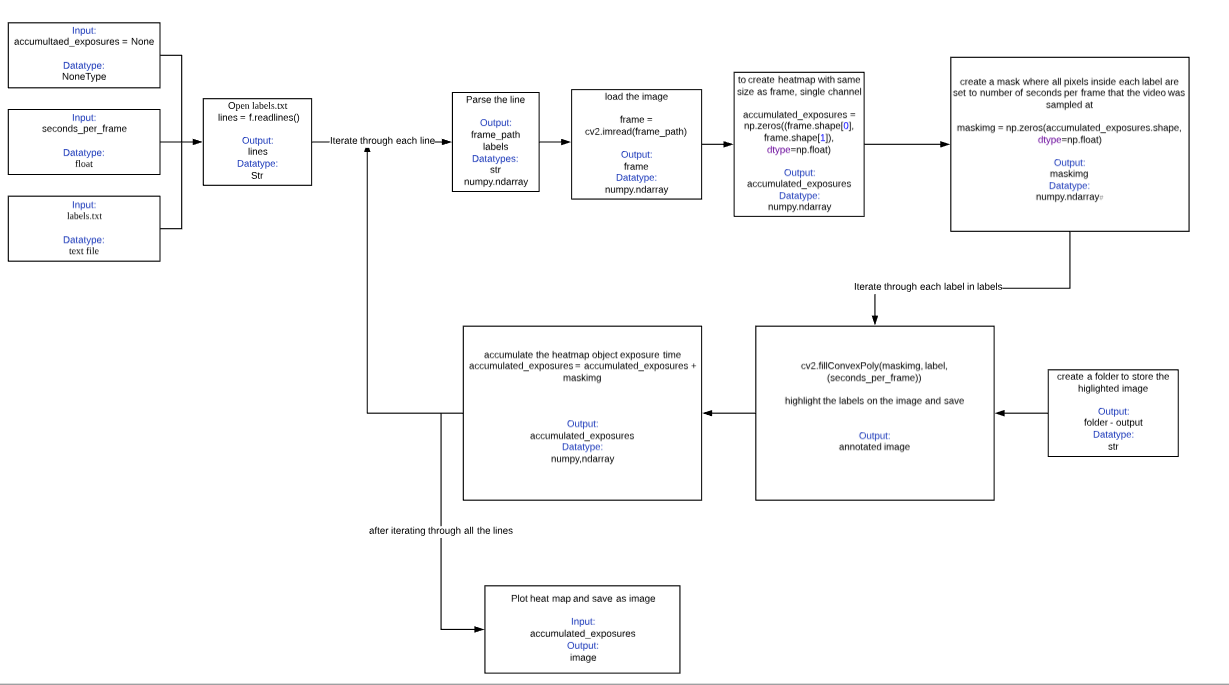 Input:
accumultaed_exposures = None
Datatype:
NoneType
Input:
seconds_per_frame
Datatype:
float
Input:
labels.txt
Datatype:
text file
Open labels.txt
lines = f.readlines()
Output:
lines
Datatype:
Str
Iterate through each line
Parse the line
Output:
frame_path
labels
Datatypes:
str
numpy.ndarray
load the image
frame =
cv2.imread(frame_path)
Output:
frame
Datatype:
numpy.ndarray
to create heatmap with same
size as frame, single channel
accumulated_exposures =
np.zeros((frame.shape[0],
frame.shape[1]),
dtype=np.float)
Output:
accumulated_exposures
Datatype:
numpy.ndarray
create a mask where all pixels inside each label are
set to number of seconds per frame that the video was
sampled at
maskimg = np.zeros(accumulated_exposures.shape,
dtype=np.float)
Output:
maskimg
Datatype:
numpy.ndarray
Iterate through each label in labels
cv2.fillConvexPoly(maskimg, label,
(seconds_per_frame))
highlight the labels on the image and save
Output:
annotated image
create a folder to store the
higlighted image
Output:
folder - output
Datatype:
str
accumulate the heatmap object exposure time
accumulated_exposures = accumulated_exposures +
maskimg
Output:
accumulated_exposures
Datatype:
numpy,ndarray
after iterating through all the lines
Plot heat map and save as image
Input:
accumulated_exposures
Output:
image